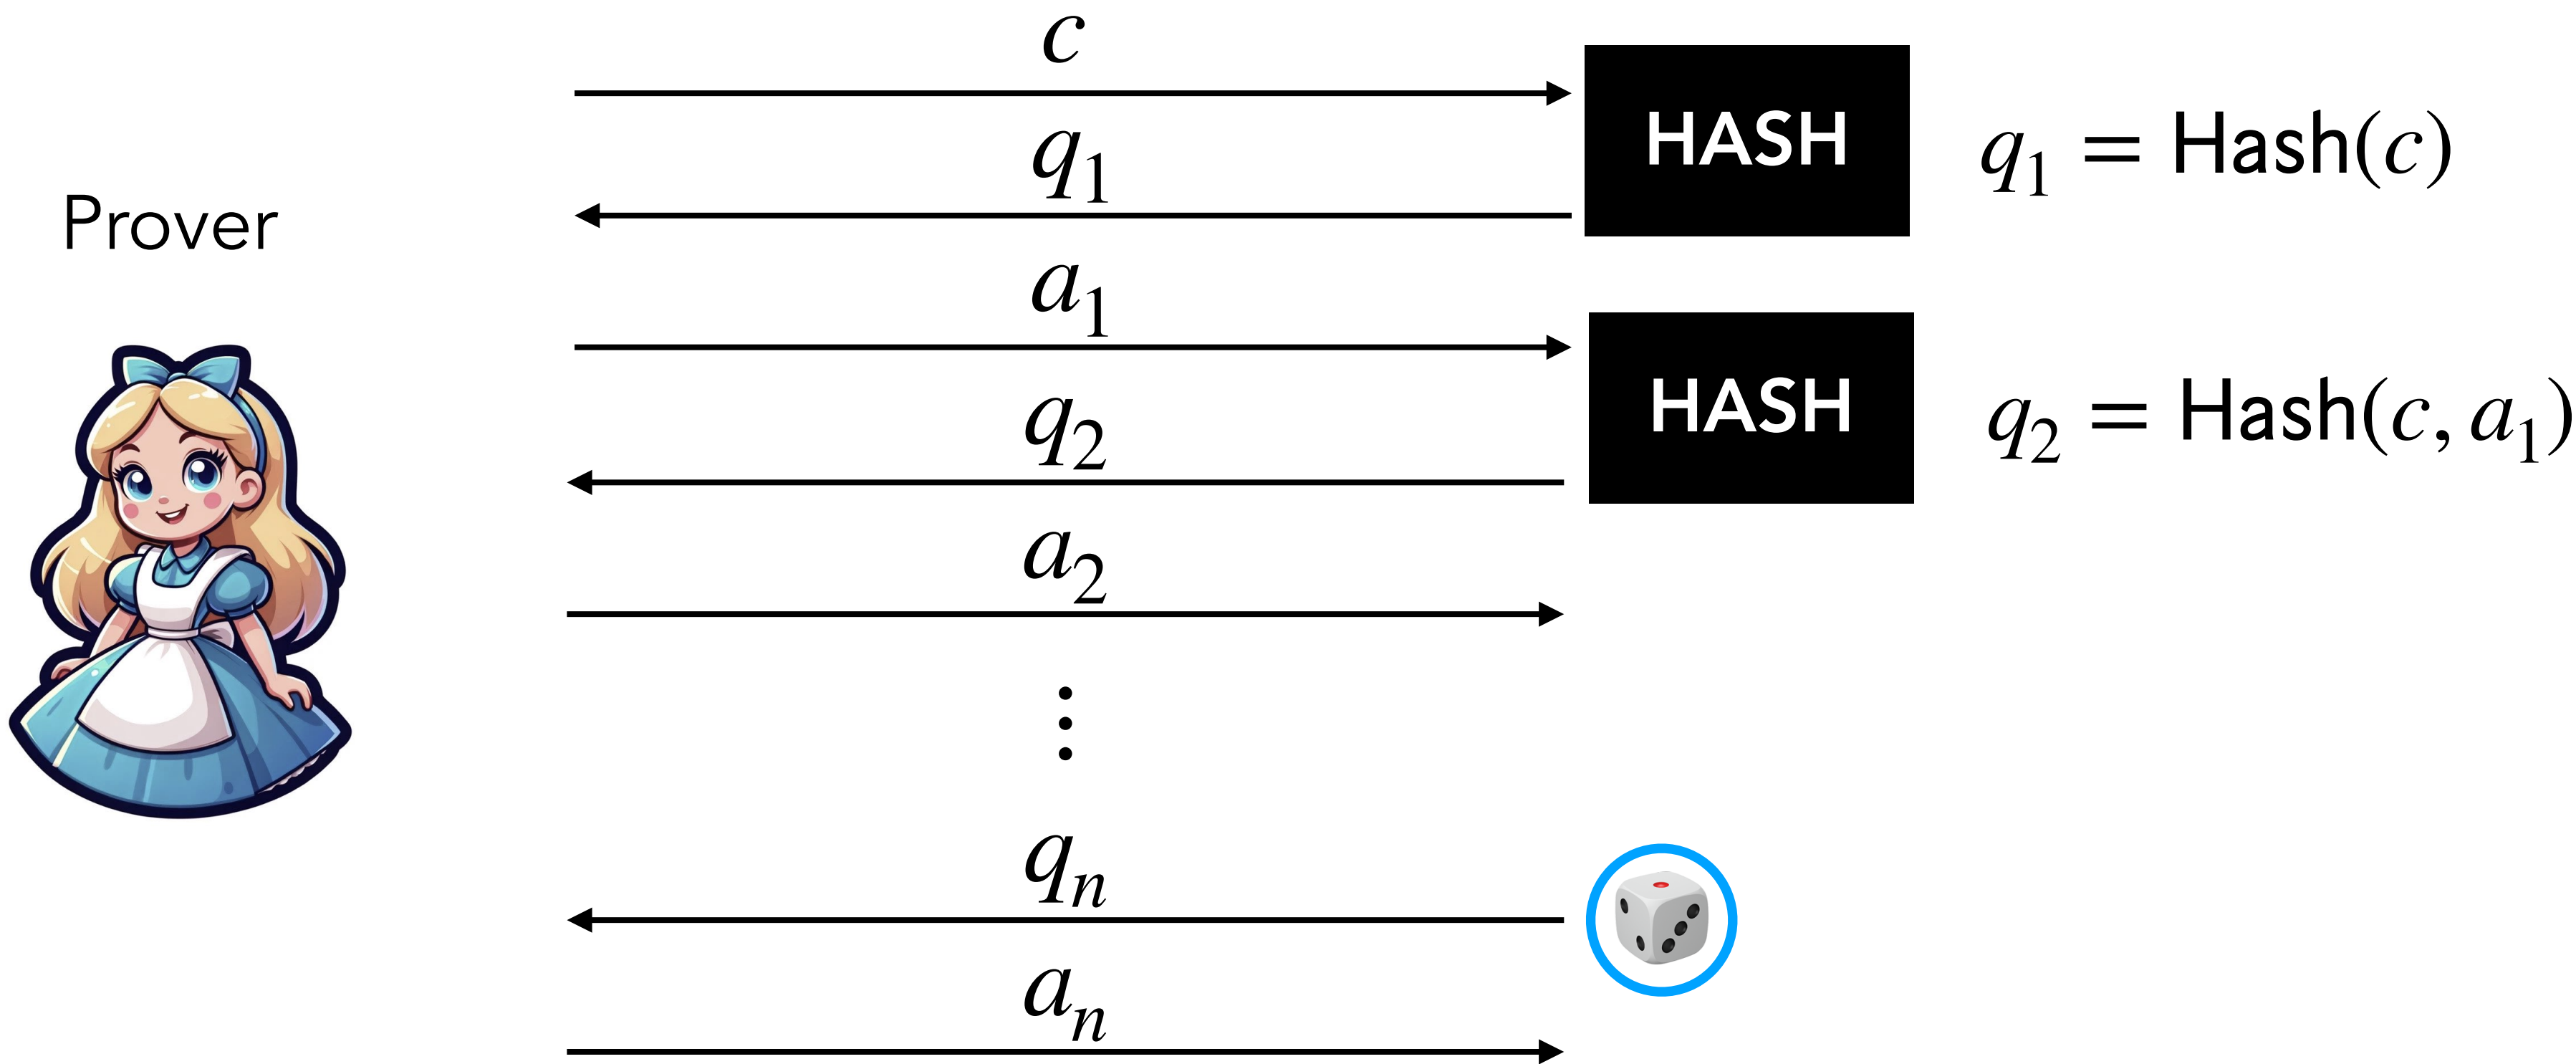 c
HASH
q₁ = Hash(c)
q₁
Prover
a₁
HASH
q₂ = Hash(c, a₁)
q₂
a₂
⋮
qₙ
aₙ